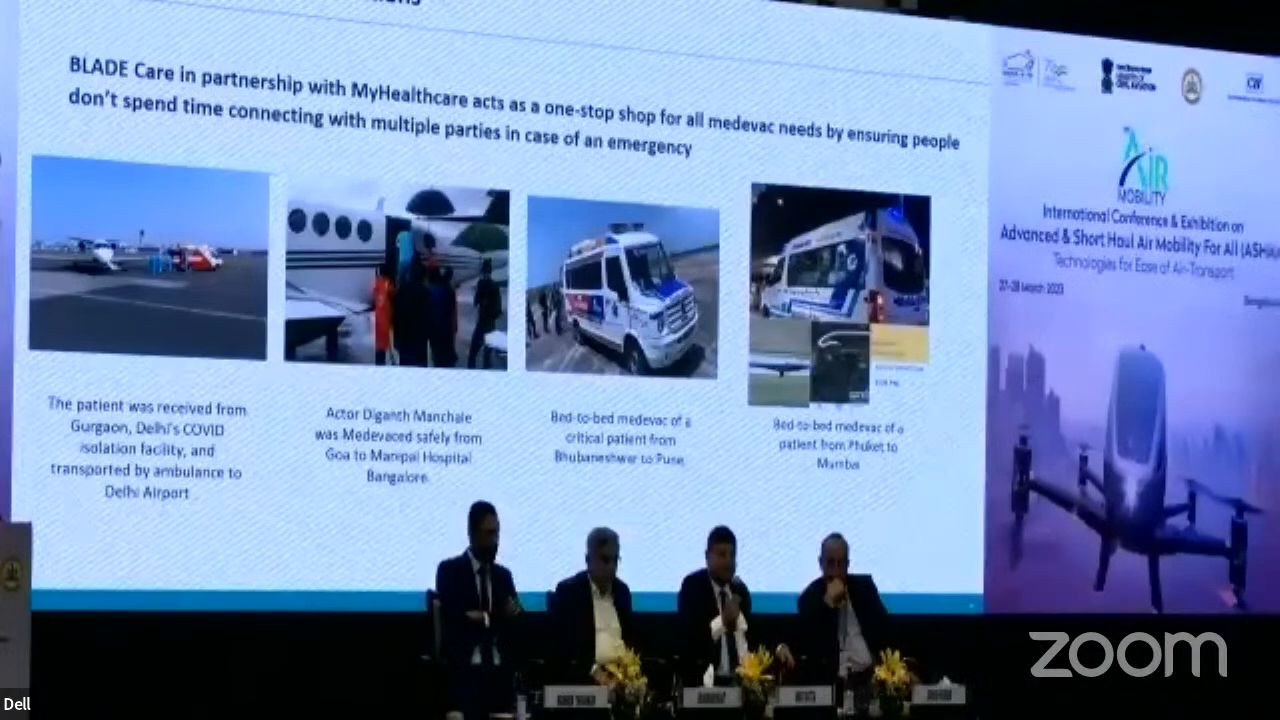 BLADE Care in partnership with MyHealthcare acts as a one-stop shop for all medevac needs by ensuring people
don't spend time connecting with multiple parties in case of an emergency
The patient was received from
Gurgaon, Delhi's COVID
isolation facility, and
transported by ambulance to
Delhi Airport
Actor Diganth Manchale
was Medevaced safely from
Goa to Manipal Hospital
Bangalore.
Bed-to-bed medevac of a
critical patient from
Bhubaneshwer to Pune
Bed-to-bed medevac of a
patient from Phuket to
Mumbai
AIR
MOBILITY
International Conference & Exhibition on
Advanced & Short Haul Air Mobility For All
Technologies for Ease of Air-Transport
27-28 March 2023
zoom
Dell